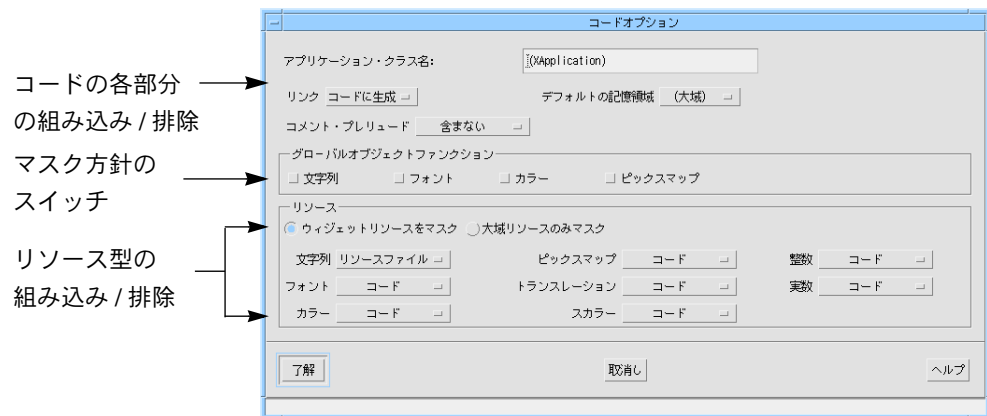 コードオプション
アプリケーション・クラス名: (XApplication)
コードの各部分
の組み込み / 排除
リンク コードに生成 デフォルトの記憶領域 (大域)
コメント・プレリュード 含まない
マスク方針の
スイッチ
グローバルオブジェクトファンクション
文字列 フォント カラー ピックスマップ
リソース
ウィジェットリソースをマスク 大域リソースのみマスク
リソース型の
組み込み / 排除
文字列 リソースファイル ピックスマップ コード 整数 コード
フォント コード トランスレーション コード 実数 コード
カラー コード スカラー コード
了解 取消し ヘルプ